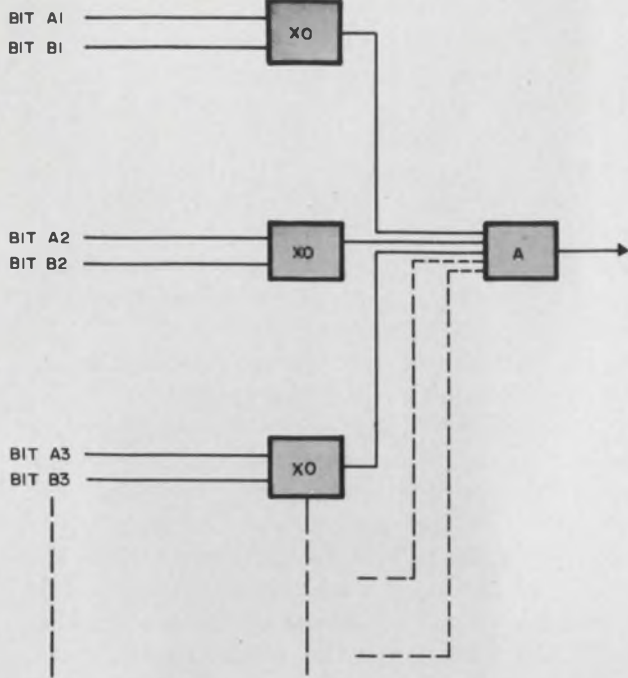 BIT A1
BIT B1
XO
BIT A2
BIT B2
XO
A
BIT A3
BIT B3
XO